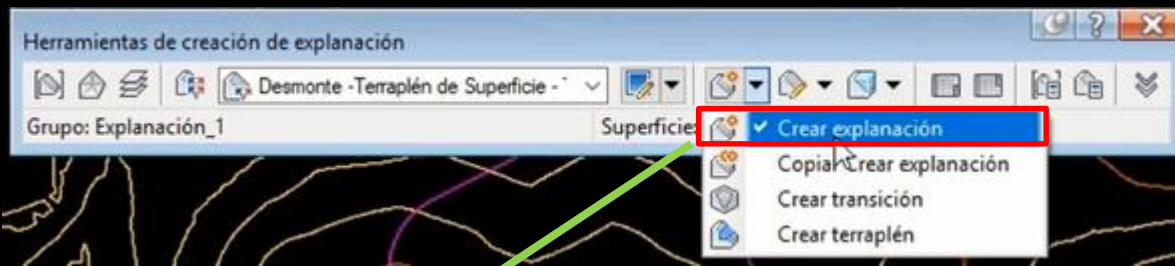 Herramientas de creación de explanación
Desmonte -Terraplén de Superficie -
Grupo: Explanación_1 Superficie:
Crear explanación
Copiar Crear explanación
Crear transición
Crear terraplén